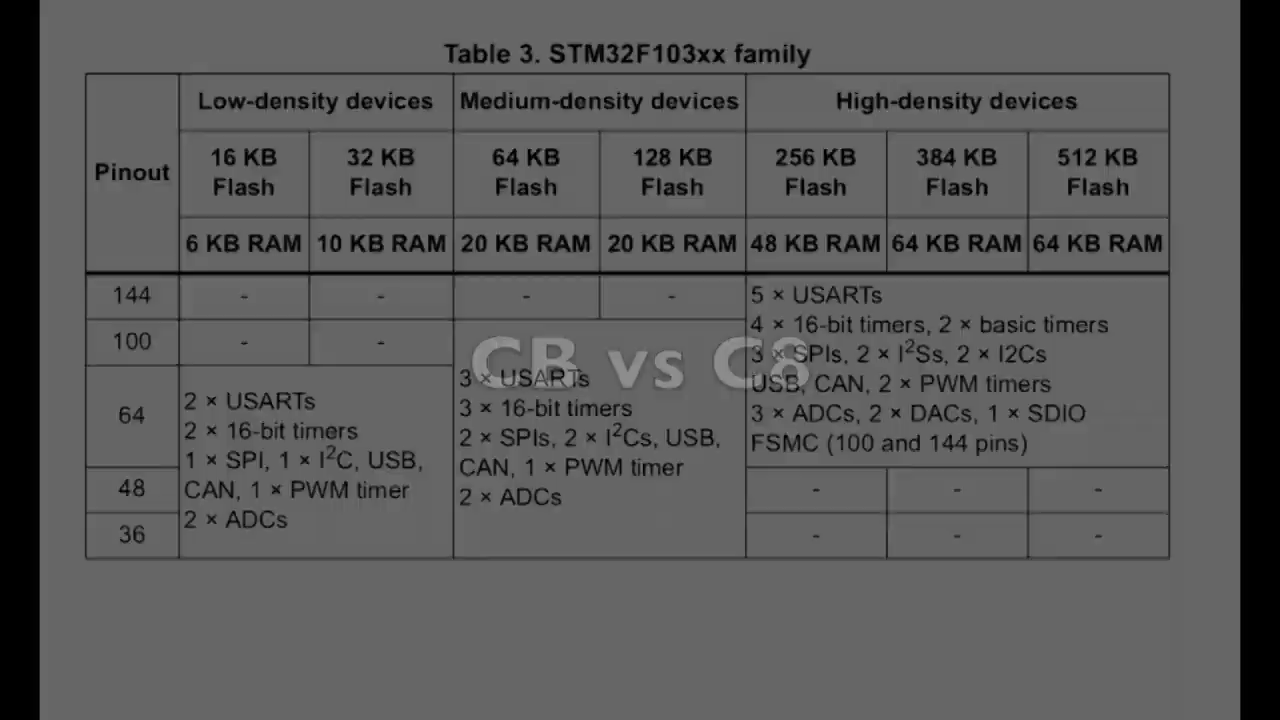 Table 3. STM32F103xx family
Pinout
Low-density devices
Medium-density devices
High-density devices
16 KB
Flash
32 KB
Flash
64 KB
Flash
128 KB
Flash
256 KB
Flash
384 KB
Flash
512 KB
Flash
6 KB RAM
10 KB RAM
20 KB RAM
20 KB RAM
48 KB RAM
64 KB RAM
64 KB RAM
144
-
-
-
-
100
-
-
64
48
36
2 × USARTs
2 × 16-bit timers
1 × SPI, 1 × I²C, USB,
CAN, 1 × PWM timer
2 × ADCs
3 × USARTs
3 × 16-bit timers
2 × SPIs, 2 × I²Cs, USB,
CAN, 1 × PWM timer
2 × ADCs
5 × USARTs
4 × 16-bit timers, 2 × basic timers
3 × SPIs, 2 × I²Ss, 2 × I2Cs
USB, CAN, 2 × PWM timers
3 × ADCs, 2 × DACs, 1 × SDIO
FSMC (100 and 144 pins)
-
-
-
-
-
-
CB vs C8